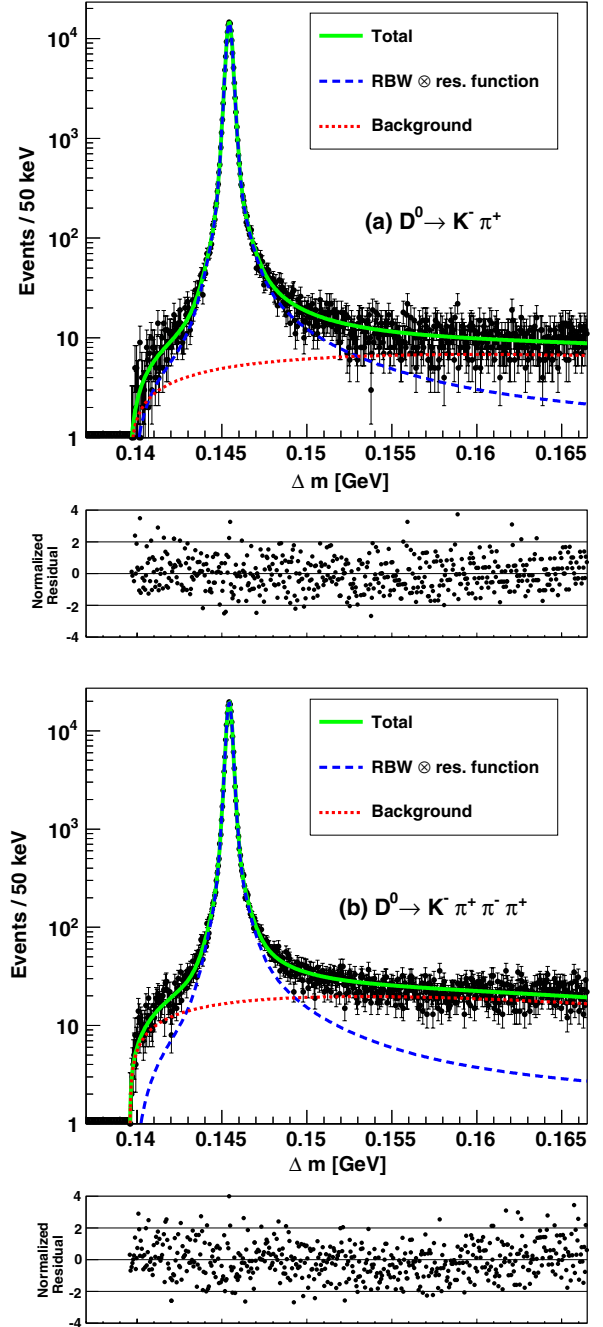 10⁴
10³
10²
10
1
Events / 50 keV
Total
RBW ⊗ res. function
Background
(a) D⁰→ K⁻ π⁺
0.14 0.145 0.15 0.155 0.16 0.165
Δ m [GeV]
Normalized
Residual
4
2
0
-2
-4
10⁴
10³
10²
10
1
Events / 50 keV
Total
RBW ⊗ res. function
Background
(b) D⁰→ K⁻ π⁺ π⁻ π⁺
0.14 0.145 0.15 0.155 0.16 0.165
Δ m [GeV]
Normalized
Residual
4
2
0
-2
-4